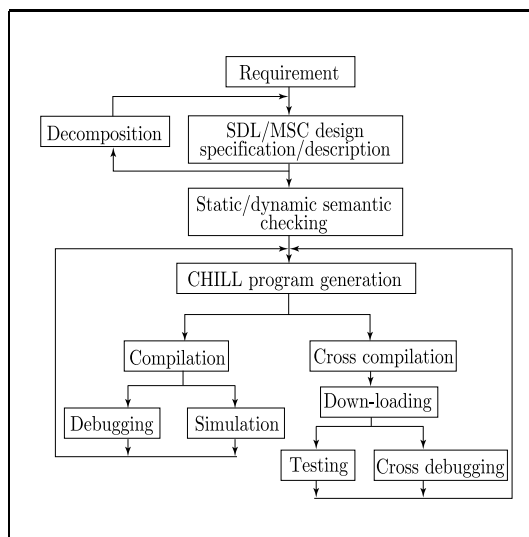 Requirement
Decomposition
SDL/MSC design
specification/description
Static/dynamic semantic
checking
CHILL program generation
Compilation
Cross compilation
Debugging
Simulation
Down-loading
Testing
Cross debugging